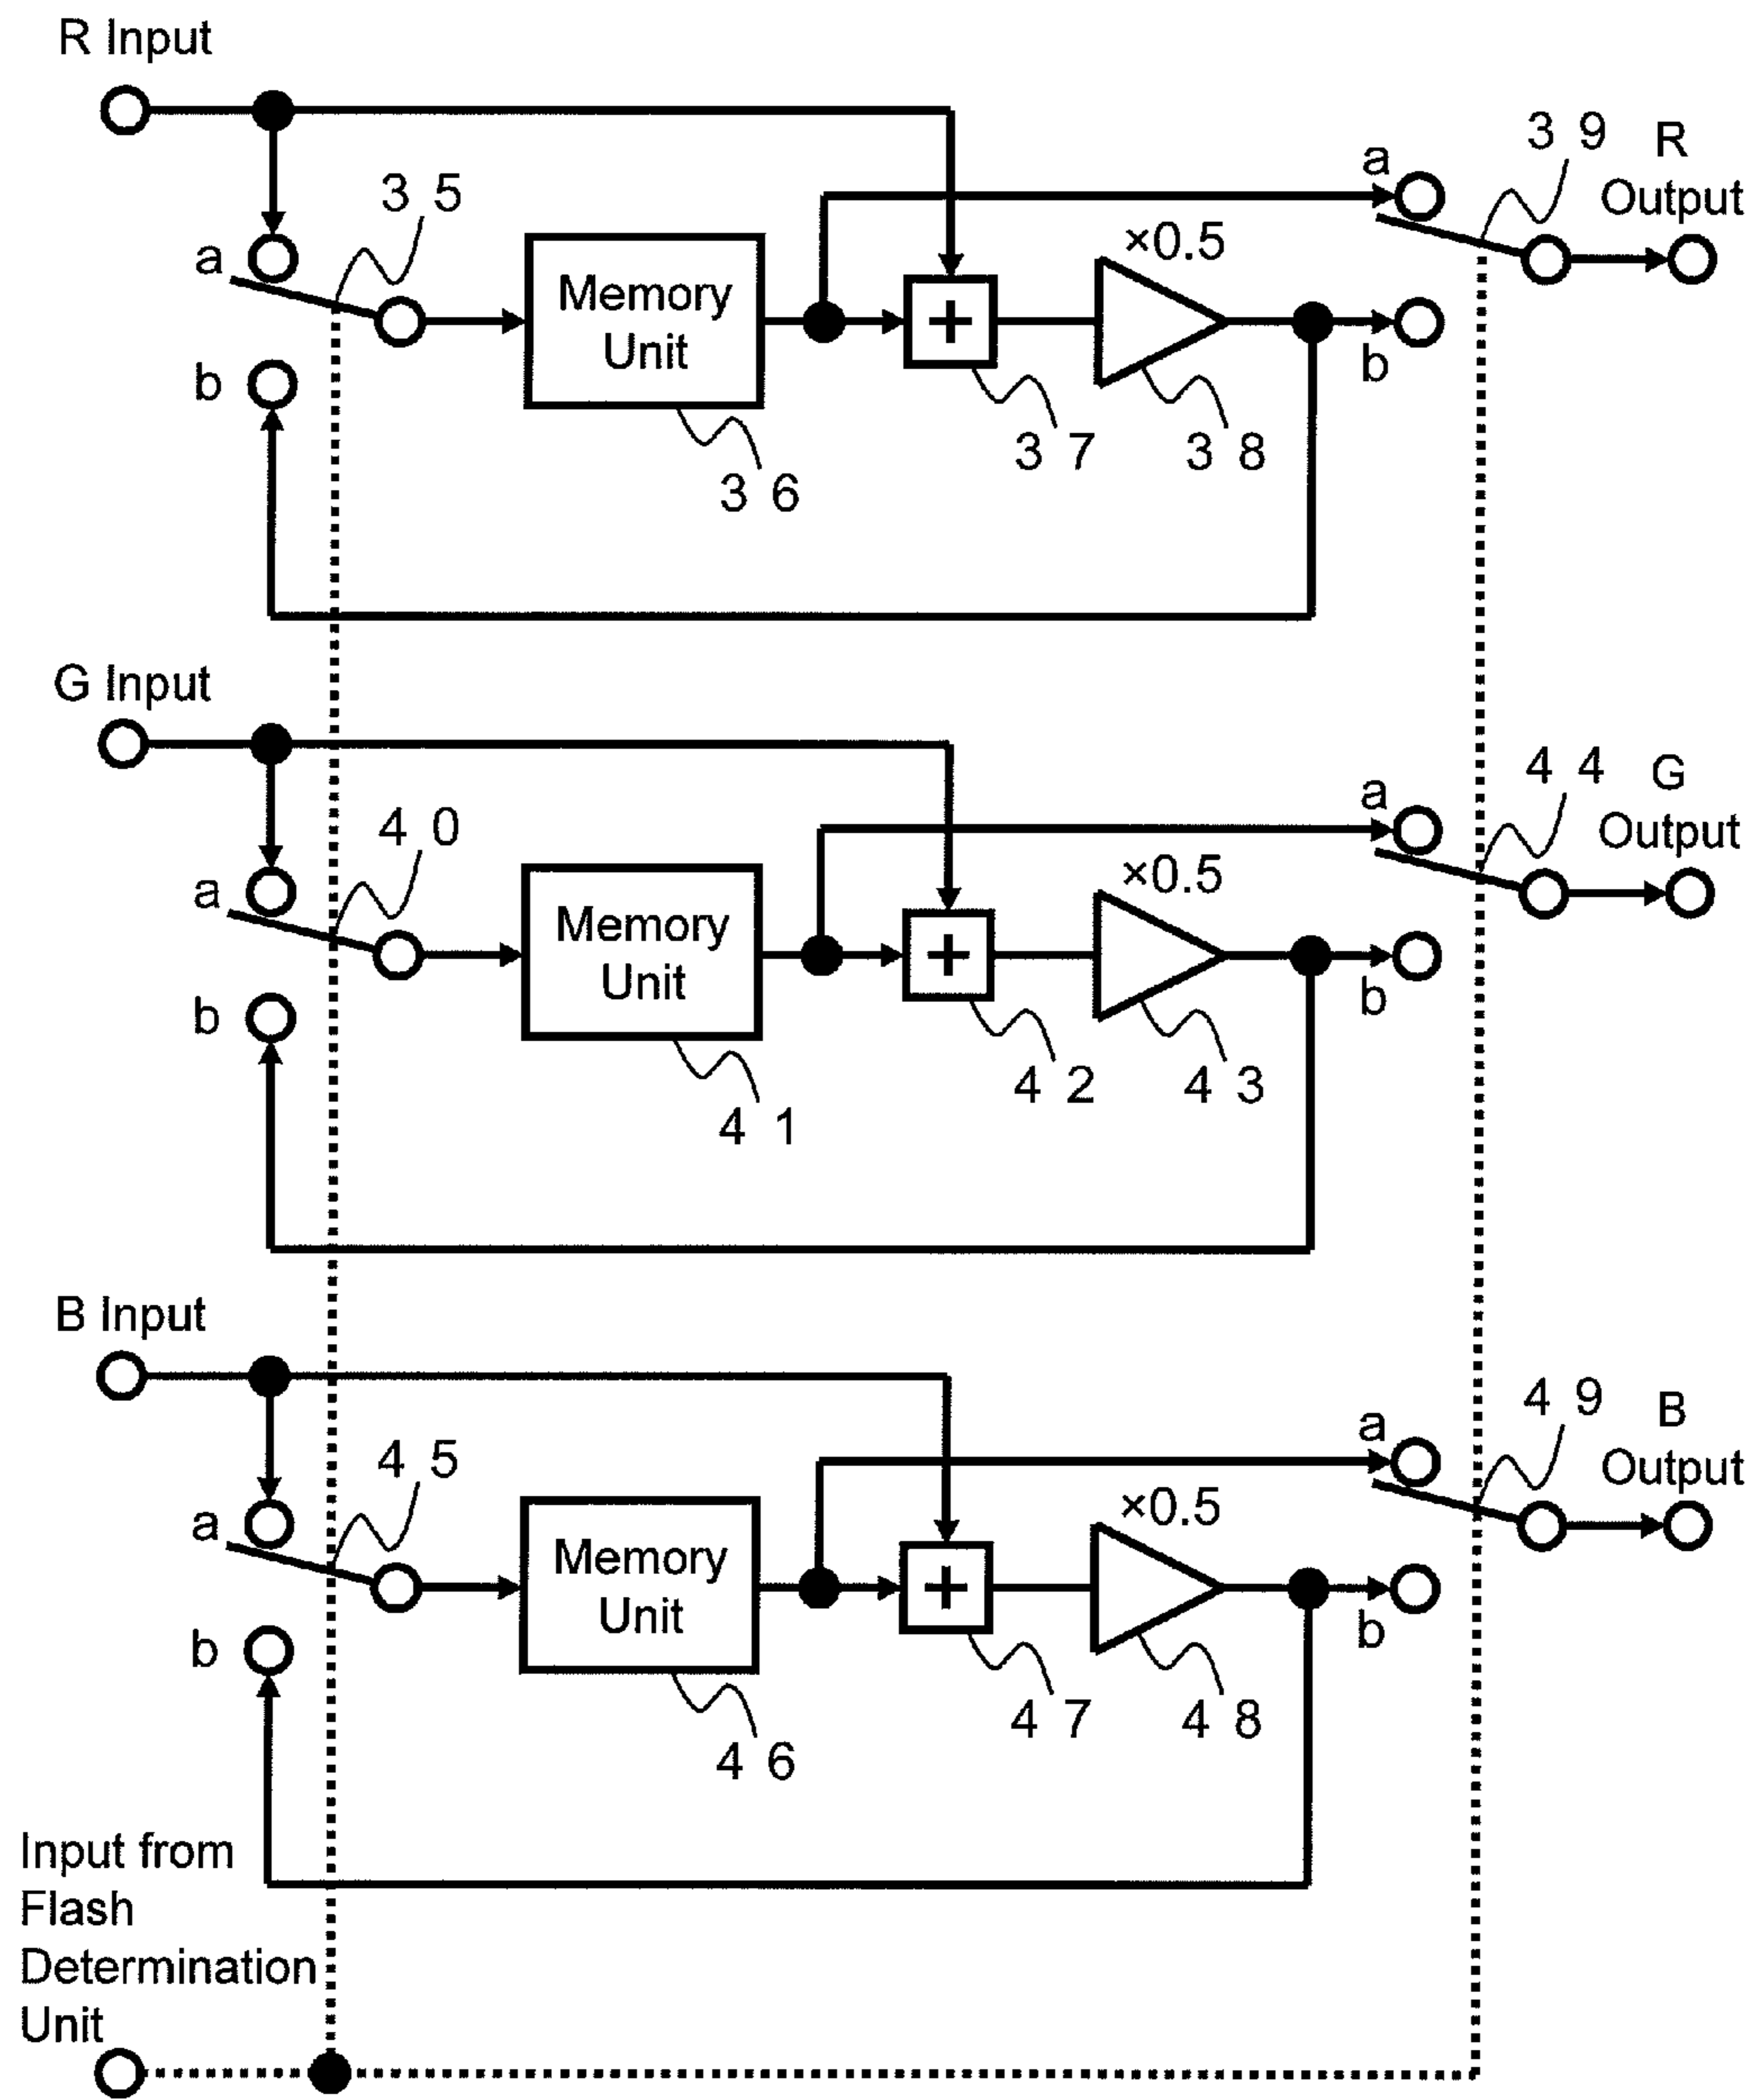 R Input
3 5
3 9
R
Output
a
a
×0.5
Memory
Unit
+
b
b
3 7
3 8
3 6
G Input
4 0
4 4
G
Output
a
a
×0.5
Memory
Unit
+
b
b
4 2
4 3
4 1
B Input
4 5
4 9
B
Output
a
a
×0.5
Memory
Unit
+
b
b
4 7
4 8
4 6
Input from
Flash
Determination
Unit